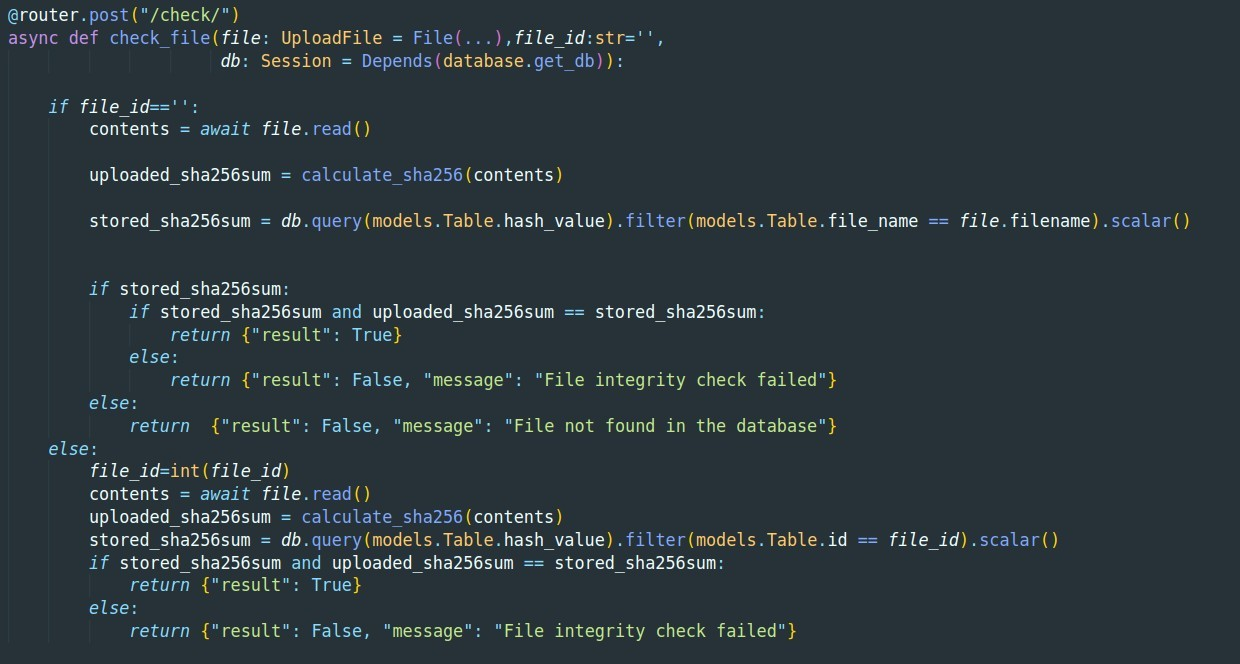 @router.post("/check/")
async def check_file(file: UploadFile = File(...),file_id:str='',
                     db: Session = Depends(database.get_db)):

    if file_id=='':
        contents = await file.read()

        uploaded_sha256sum = calculate_sha256(contents)

        stored_sha256sum = db.query(models.Table.hash_value).filter(models.Table.file_name == file.filename).scalar()


        if stored_sha256sum:
            if stored_sha256sum and uploaded_sha256sum == stored_sha256sum:
                return {"result": True}
            else:
                return {"result": False, "message": "File integrity check failed"}
        else:
            return  {"result": False, "message": "File not found in the database"}
    else:
        file_id=int(file_id)
        contents = await file.read()
        uploaded_sha256sum = calculate_sha256(contents)
        stored_sha256sum = db.query(models.Table.hash_value).filter(models.Table.id == file_id).scalar()
        if stored_sha256sum and uploaded_sha256sum == stored_sha256sum:
            return {"result": True}
        else:
            return {"result": False, "message": "File integrity check failed"}